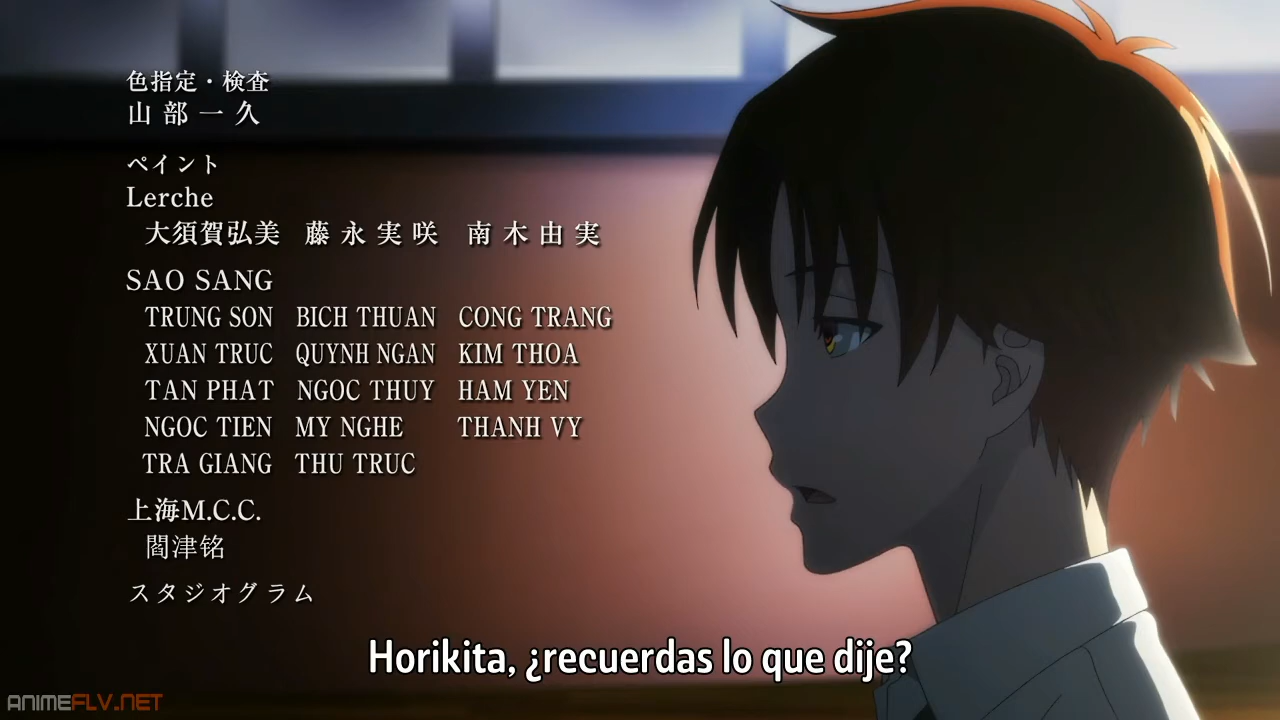 色指定・検査
山部一久
ペイント
Lerche
大須賀弘美 藤永実咲 南木由実
SAO SANG
TRUNG SON BICH THUAN CONG TRANG
XUAN TRUC QUYNH NGAN KIM THOA
TAN PHAT NGOC THUY HAM YEN
NGOC TIEN MY NGHE THANH VY
TRA GIANG THU TRUC
上海M.C.C.
閻津铭
スタジオグラム
Horikita, ¿recuerdas lo que dije?
ANIMEFLV.NET